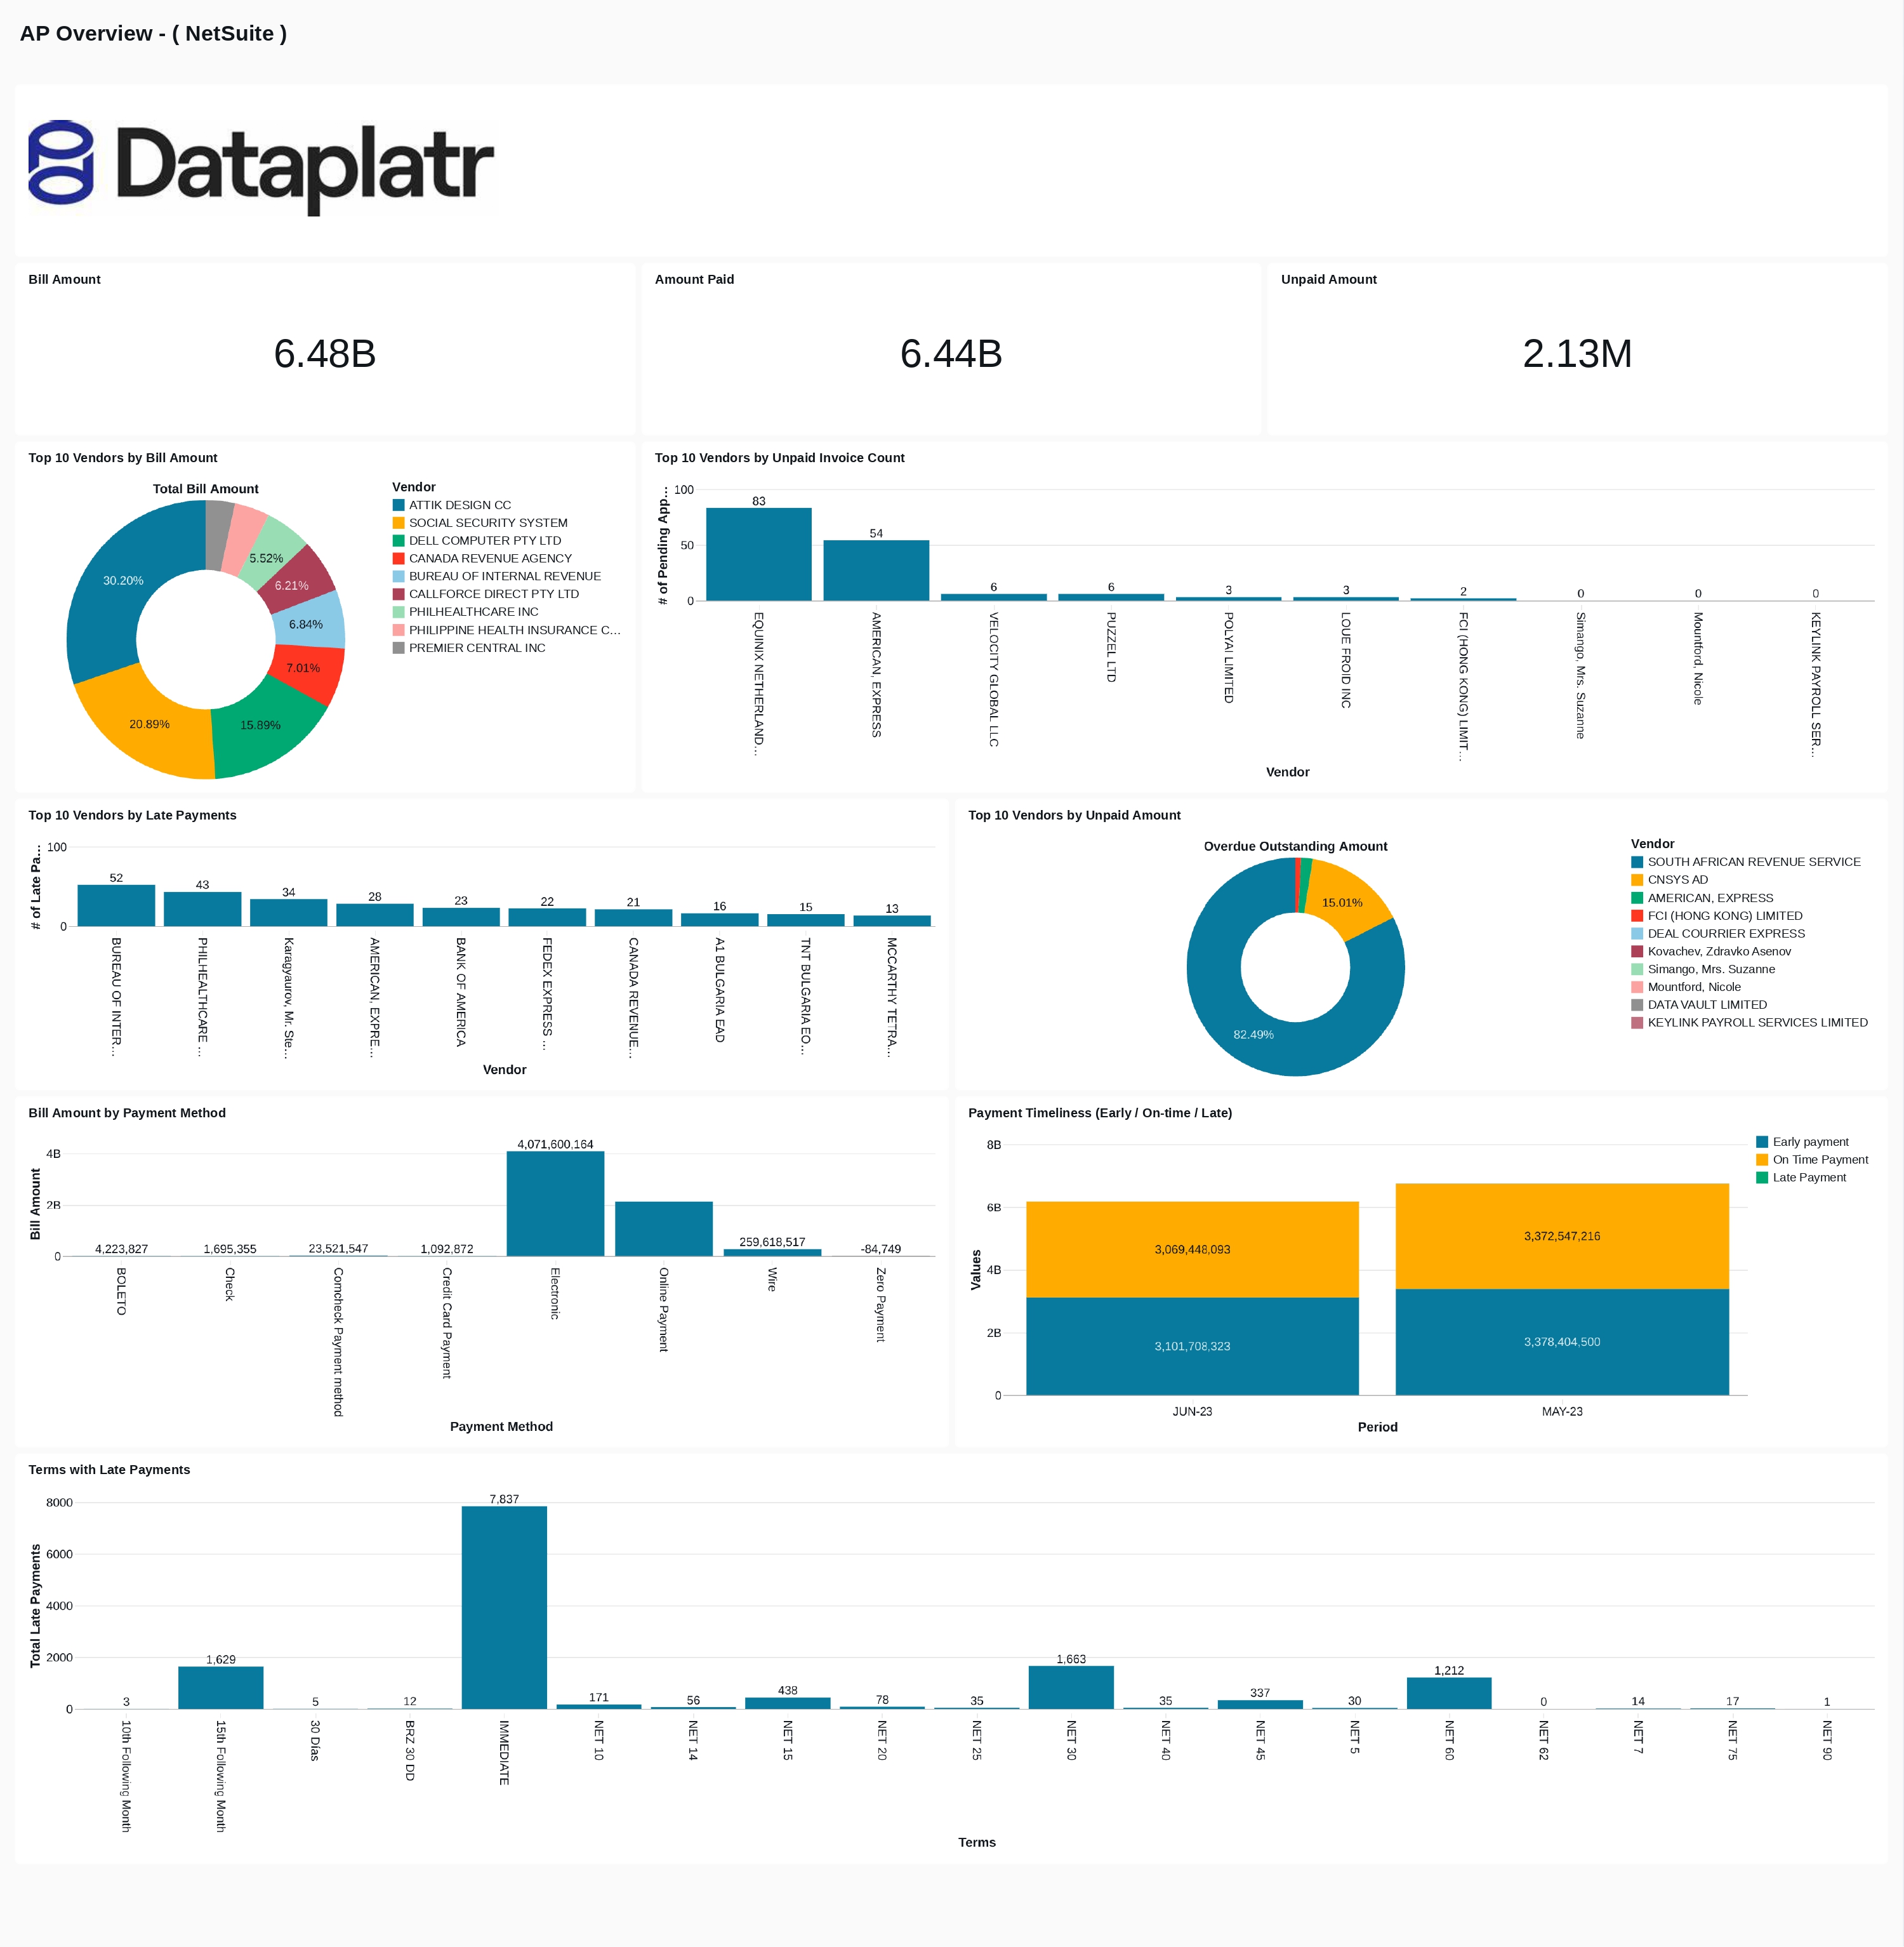 AP Overview - ( NetSuite )
Dataplatr
Bill Amount
6.48B
Amount Paid
6.44B
Unpaid Amount
2.13M
Top 10 Vendors by Bill Amount
Total Bill Amount
30.20%
20.89%
15.89%
7.01%
6.84%
6.21%
5.52%
Vendor
ATTIK DESIGN CC
SOCIAL SECURITY SYSTEM
DELL COMPUTER PTY LTD
CANADA REVENUE AGENCY
BUREAU OF INTERNAL REVENUE
CALLFORCE DIRECT PTY LTD
PHILHEALTHCARE INC
PHILIPPINE HEALTH INSURANCE C...
PREMIER CENTRAL INC
Top 10 Vendors by Unpaid Invoice Count
# of Pending App...
100
50
0
83
54
6
6
3
3
2
0
0
0
EQUINIX NETHERLAND...
AMERICAN, EXPRESS
VELOCITY GLOBAL LLC
PUZZEL LTD
POLYAI LIMITED
LOUE FROID INC
FCI (HONG KONG) LIMIT...
Simango, Mrs. Suzanne
Mountford, Nicole
KEYLINK PAYROLL SER...
Vendor
Top 10 Vendors by Late Payments
# of Late Pa...
100
0
52
43
34
28
23
22
21
16
15
13
BUREAU OF INTER...
PHILHEALTHCARE ...
Karagyaurov, Mr. Ste...
AMERICAN, EXPRE...
BANK OF AMERICA
FEDEX EXPRESS ...
CANADA REVENUE...
A1 BULGARIA EAD
TNT BULGARIA EO...
MCCARTHY TETRA...
Vendor
Top 10 Vendors by Unpaid Amount
Overdue Outstanding Amount
15.01%
82.49%
Vendor
SOUTH AFRICAN REVENUE SERVICE
CNSYS AD
AMERICAN, EXPRESS
FCI (HONG KONG) LIMITED
DEAL COURRIER EXPRESS
Kovachev, Zdravko Asenov
Simango, Mrs. Suzanne
Mountford, Nicole
DATA VAULT LIMITED
KEYLINK PAYROLL SERVICES LIMITED
Bill Amount by Payment Method
Bill Amount
4B
2B
0
4,223,827
1,695,355
23,521,547
1,092,872
4,071,600,164
259,618,517
-84,749
BOLETO
Check
Comcheck Payment method
Credit Card Payment
Electronic
Online Payment
Wire
Zero Payment
Payment Method
Payment Timeliness (Early / On-time / Late)
Values
8B
6B
4B
2B
0
3,069,448,093
3,101,708,323
3,372,547,216
3,378,404,500
JUN-23
MAY-23
Period
Early payment
On Time Payment
Late Payment
Terms with Late Payments
Total Late Payments
8000
6000
4000
2000
0
3
1,629
5
12
7,837
171
56
438
78
35
1,663
35
337
30
1,212
0
14
17
1
10th Following Month
15th Following Month
30 Días
BRZ 30 DD
IMMEDIATE
NET 10
NET 14
NET 15
NET 20
NET 25
NET 30
NET 40
NET 45
NET 5
NET 60
NET 62
NET 7
NET 75
NET 90
Terms